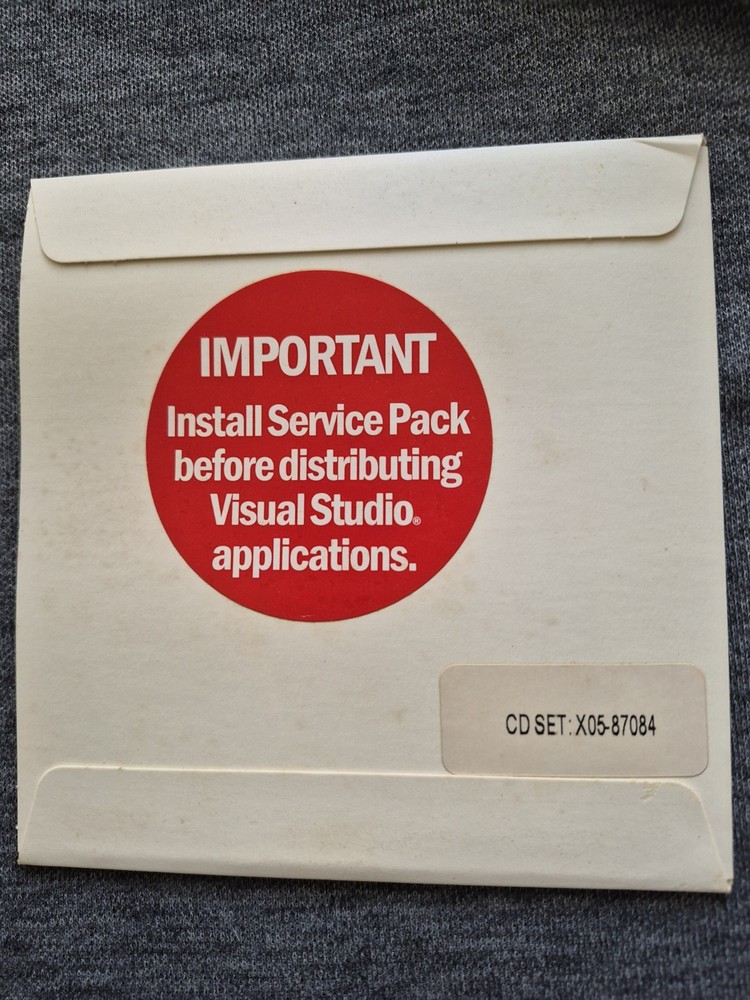 IMPORTANT
Install Service Pack
before distributing
Visual Studio®
applications.
CD SET: X05-87084